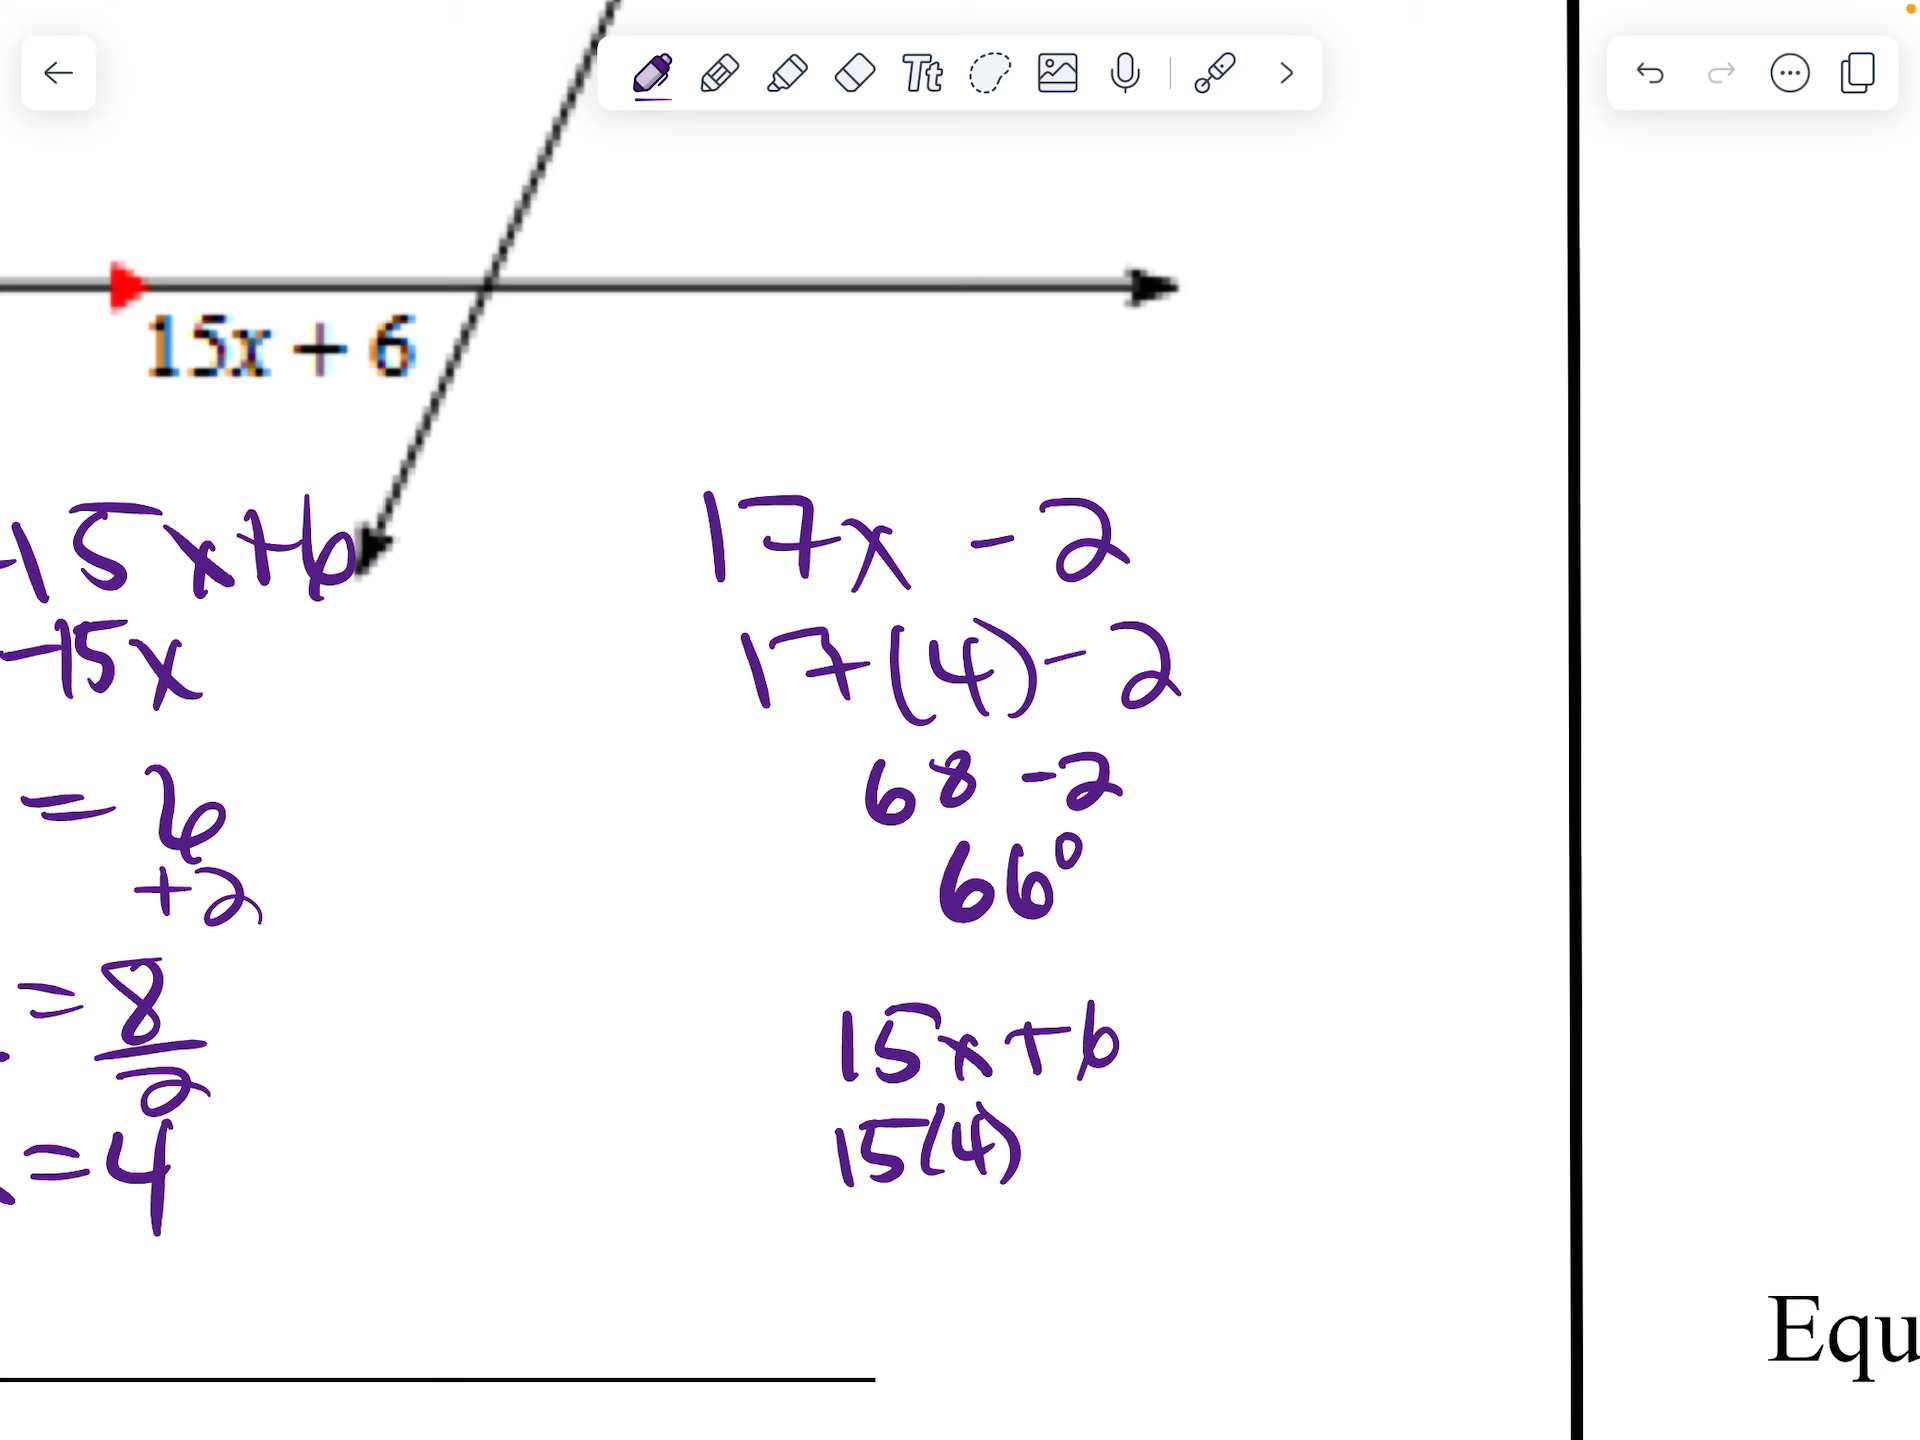 Tt
15x + 6
-15x+6
-15x
= 6
+2
= 8
2
= 4
17x - 2
17(4) - 2
68 - 2
66°
15x+6
15(4)
Equ